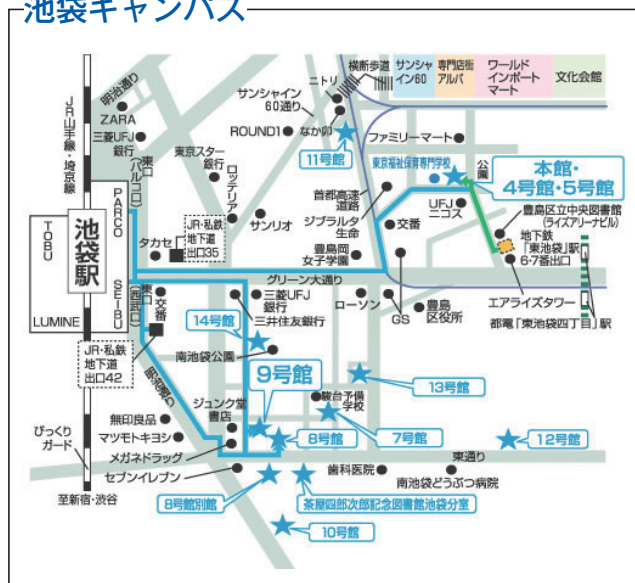 池袋キャンパス
JR山手線・埼京線
明治通り
ZARA
三菱UFJ
銀行
東口
(パルコ口)
PARCO
TOBU
池袋駅
LUMINE
SEIBU
東口
(西武口)
交番
タカセ
JR・私鉄
地下道
出口35
JR・私鉄
地下道
出口42
東京スター
銀行
ロッテリア
サンリオ
サンシャイン
60通り
ROUND1
ニトリ
なか卯
横断歩道
11号館
サンシャ
イン60
専門店街
アルパ
ワールド
インポート
マート
文化会館
ファミリーマート
東京福祉保育専門学校
公園
本館・
4号館・5号館
首都高速
道路
ジブラルタ
生命
交番
UFJ
ニコス
豊島区立中央図書館
(ライズアリーナビル)
地下鉄
「東池袋」駅
6・7番出口
エアライズタワー
都電「東池袋四丁目」駅
豊島岡
女子学園
グリーン大通り
三菱UFJ
銀行
三井住友銀行
ローソン
GS
豊島
区役所
14号館
南池袋公園
明治通り
13号館
9号館
ジュンク堂
書店
駿台予備
学校
8号館
7号館
12号館
無印良品
マツモトキヨシ
メガネドラッグ
セブンイレブン
びっくり
ガード
至新宿・渋谷
東通り
歯科医院
南池袋どうぶつ病院
8号館別館
茶屋四郎次郎記念図書館池袋分室
10号館